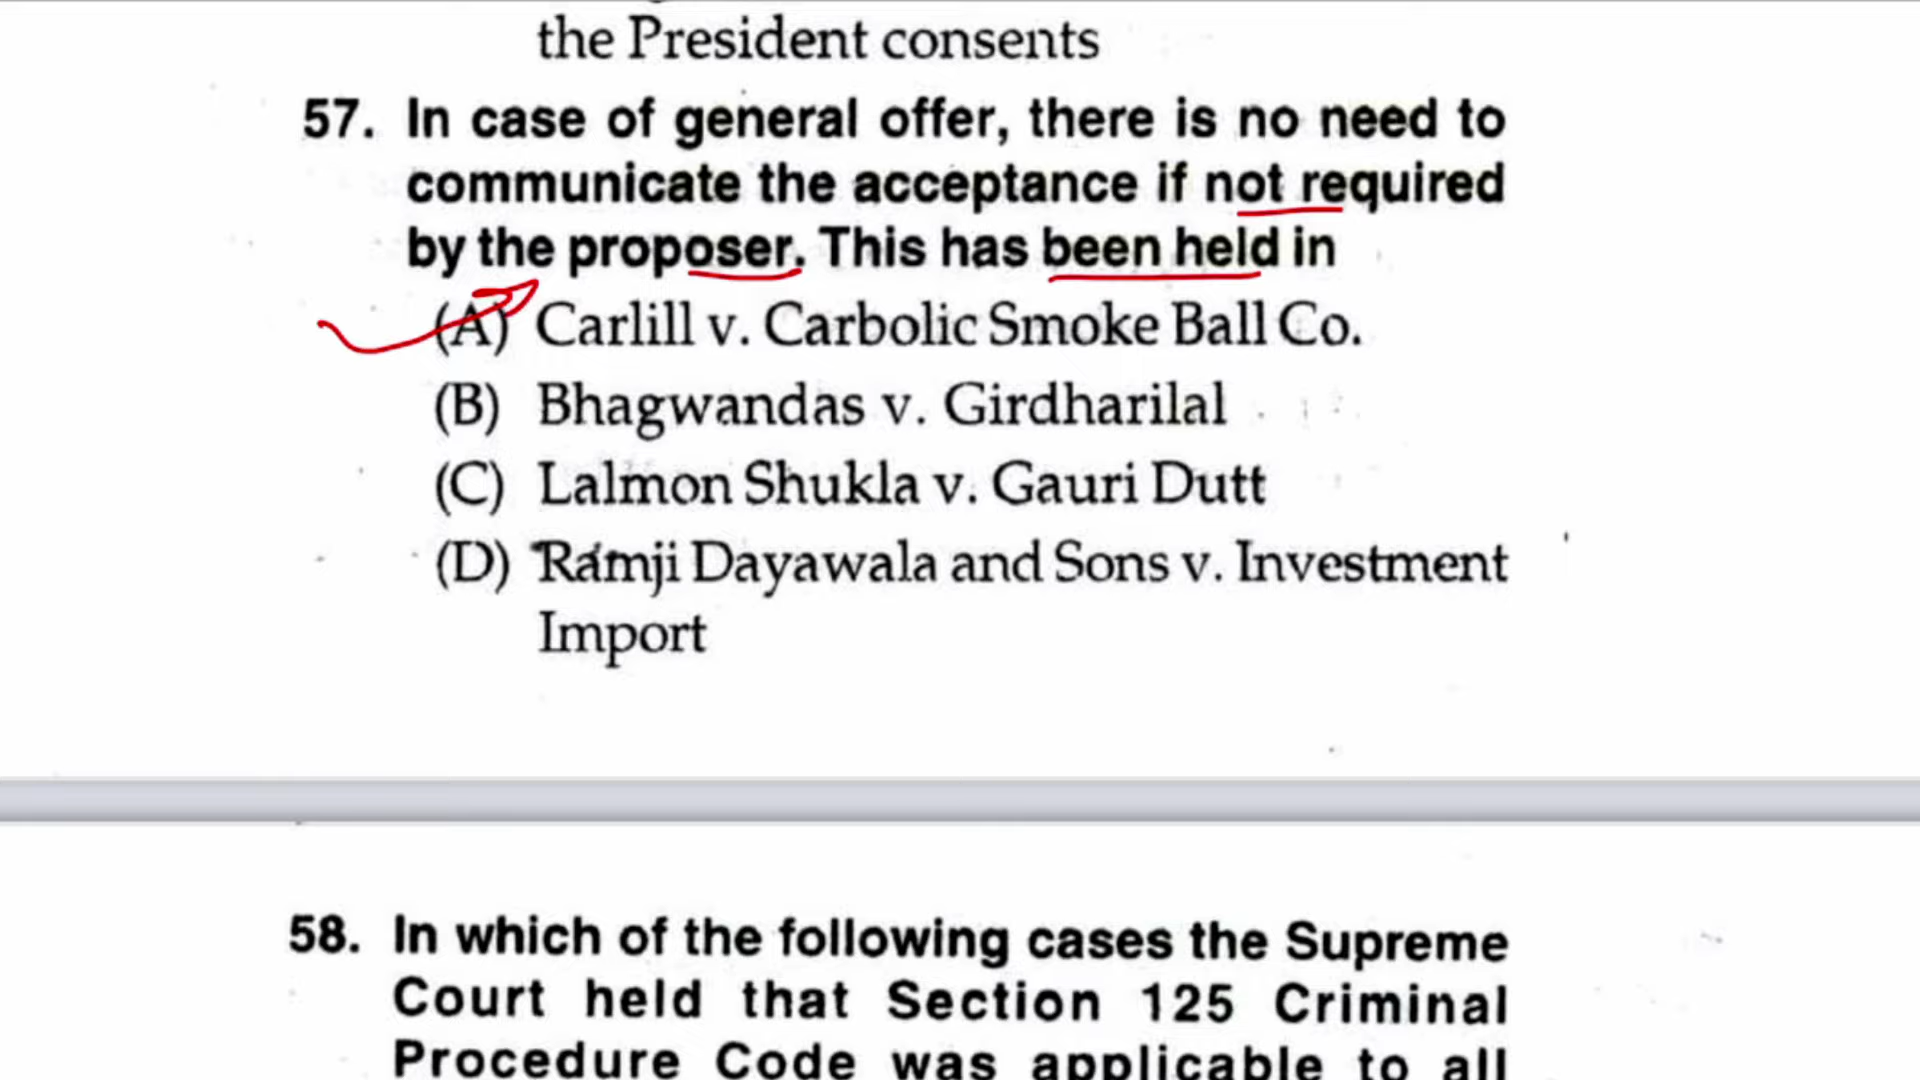 the President consents
57. In case of general offer, there is no need to
communicate the acceptance if not required
by the proposer. This has been held in
(A) Carlill v. Carbolic Smoke Ball Co.
(B) Bhagwandas v. Girdharilal
(C) Lalmon Shukla v. Gauri Dutt
(D) Ramji Dayawala and Sons v. Investment
Import
58. In which of the following cases the Supreme
Court held that Section 125 Criminal
Procedure Code was applicable to all